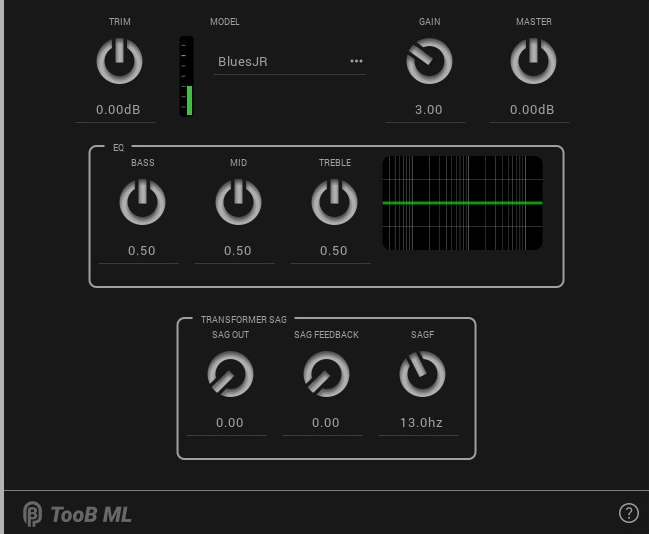 TRIM MODEL GAIN MASTER
BluesJR •••
0.00dB 3.00 0.00dB
EQ
BASS MID TREBLE
0.50 0.50 0.50
TRANSFORMER SAG
SAG OUT SAG FEEDBACK SAGF
0.00 0.00 13.0hz
TooB ML ?